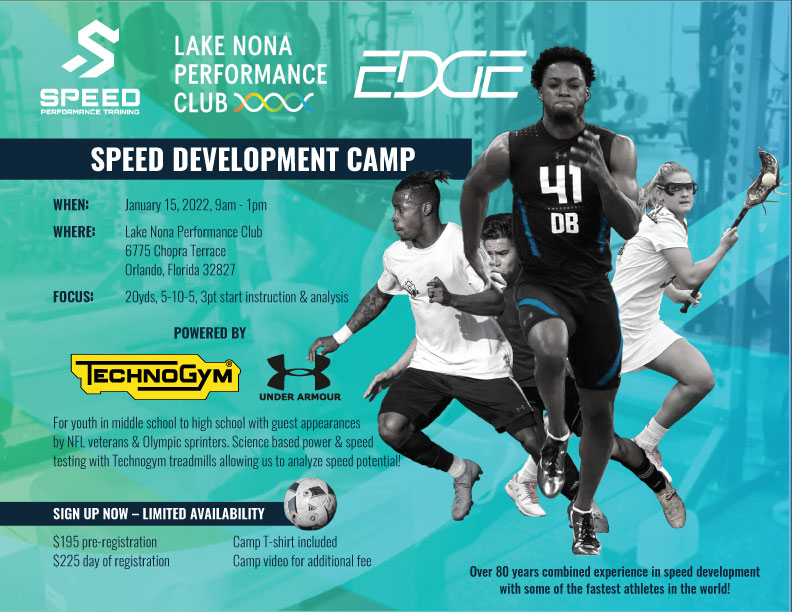 SPEED
PERFORMANCE TRAINING
LAKE NONA
PERFORMANCE
CLUB
EDGE
SPEED DEVELOPMENT CAMP
WHEN: January 15, 2022, 9am - 1pm
WHERE: Lake Nona Performance Club
6775 Chopra Terrace
Orlando, Florida 32827
FOCUS: 20yds, 5-10-5, 3pt start instruction & analysis
POWERED BY
TECHNOGYM®
UNDER ARMOUR
For youth in middle school to high school with guest appearances
by NFL veterans & Olympic sprinters. Science based power & speed
testing with Technogym treadmills allowing us to analyze speed potential!
SIGN UP NOW – LIMITED AVAILABILITY
$195 pre-registration
$225 day of registration
Camp T-shirt included
Camp video for additional fee
41
DB
Over 80 years combined experience in speed development
with some of the fastest athletes in the world!